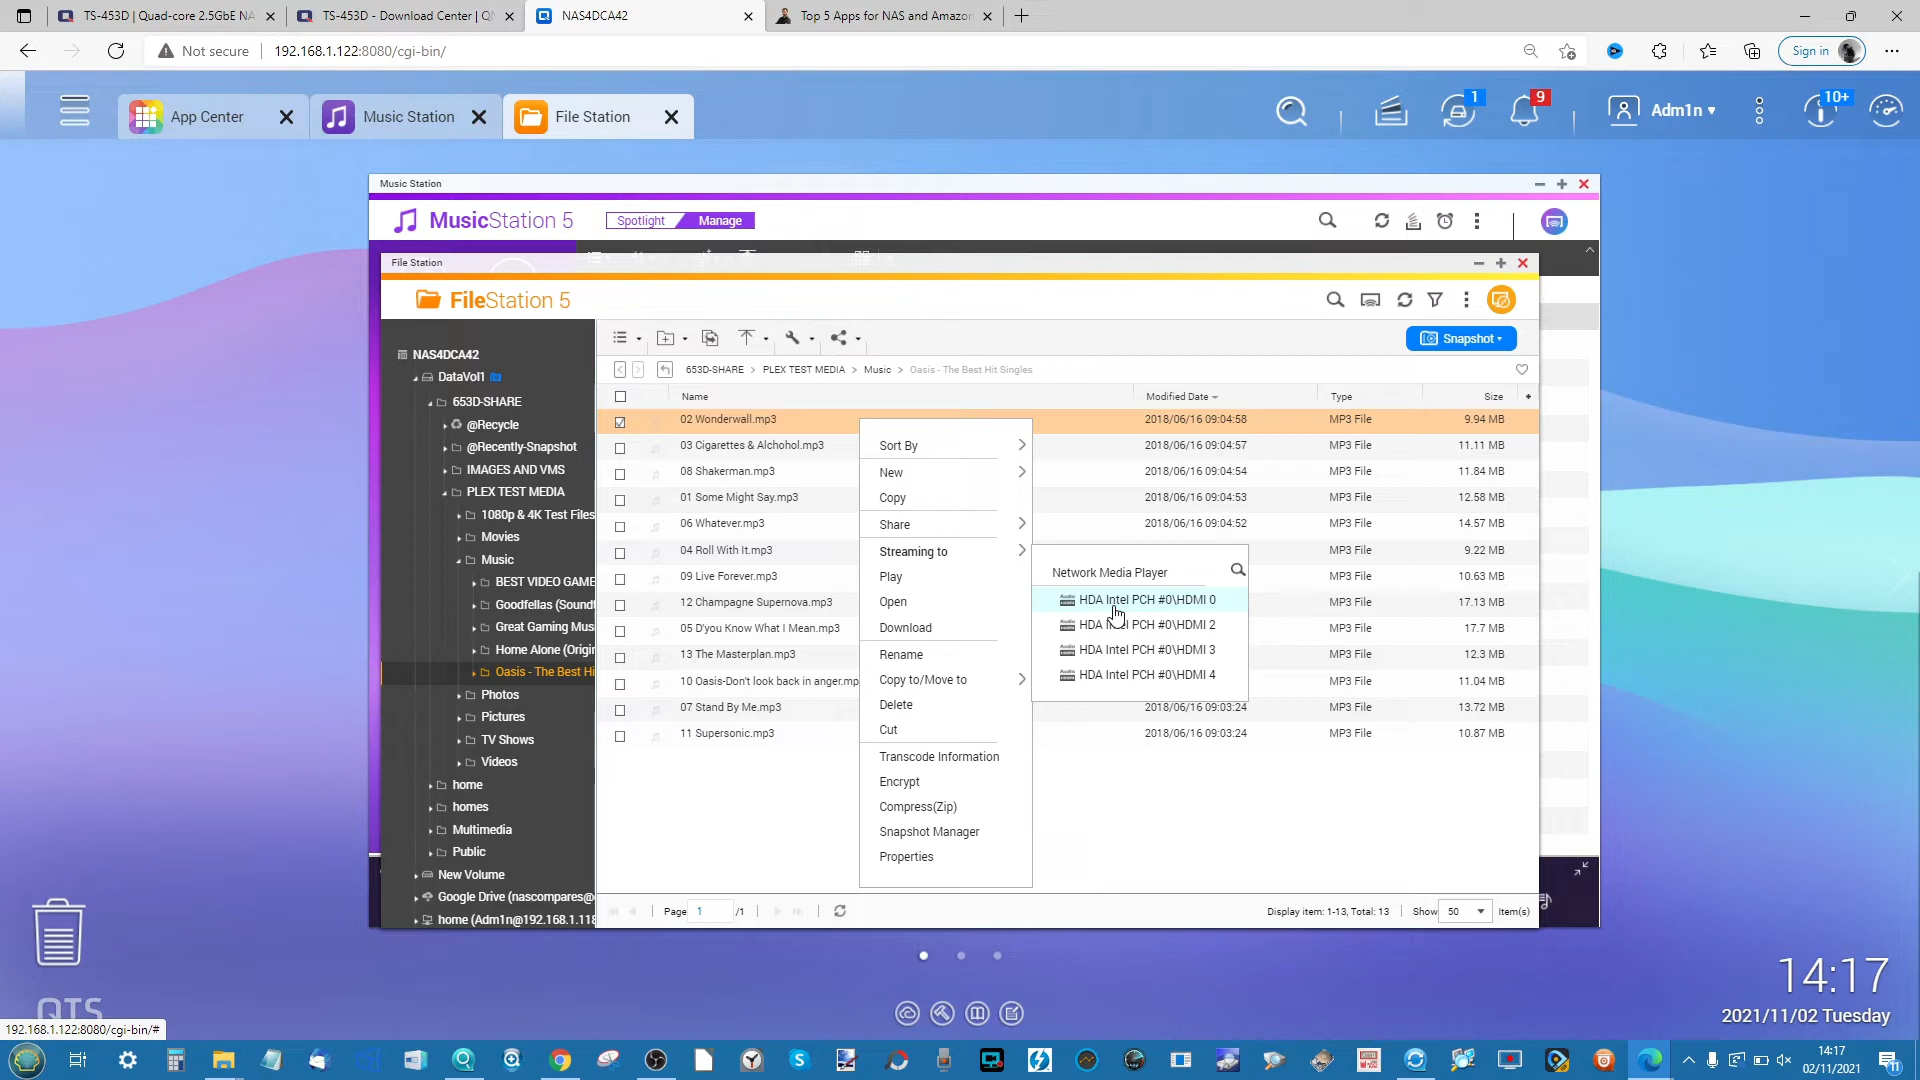 TS-453D | Quad-core 2.5GbE NA
TS-453D - Download Center | QN
NAS4DCA42
Top 5 Apps for NAS and Amazon
Not secure
192.168.1.122:8080/cgi-bin/
Sign in
App Center
Music Station
File Station
1
9
Adm1n
10+
Music Station
MusicStation 5
Spotlight
Manage
File Station
FileStation 5
Snapshot
NAS4DCA42
DataVol1
653D-SHARE
@Recycle
@Recently-Snapshot
IMAGES AND VMS
PLEX TEST MEDIA
1080p & 4K Test Files
Movies
Music
BEST VIDEO GAME
Goodfellas (Sound
Great Gaming Mus
Home Alone (Origin
Oasis - The Best Hi
Photos
Pictures
TV Shows
Videos
home
homes
Multimedia
Public
New Volume
Google Drive (nascompares@
home (Adm1n@192.168.1.118
653D-SHARE > PLEX TEST MEDIA > Music > Oasis - The Best Hit Singles
Name Modified Date Type Size
02 Wonderwall.mp3 2018/06/16 09:04:58 MP3 File 9.94 MB
03 Cigarettes & Alchohol.mp3 2018/06/16 09:04:57 MP3 File 11.11 MB
08 Shakerman.mp3 2018/06/16 09:04:54 MP3 File 11.84 MB
01 Some Might Say.mp3 2018/06/16 09:04:53 MP3 File 12.58 MB
06 Whatever.mp3 2018/06/16 09:04:52 MP3 File 14.57 MB
04 Roll With It.mp3 MP3 File 9.22 MB
09 Live Forever.mp3 MP3 File 10.63 MB
12 Champagne Supernova.mp3 MP3 File 17.13 MB
05 D'you Know What I Mean.mp3 MP3 File 17.7 MB
13 The Masterplan.mp3 MP3 File 12.3 MB
10 Oasis-Don't look back in anger.mp MP3 File 11.04 MB
07 Stand By Me.mp3 2018/06/16 09:03:24 MP3 File 13.72 MB
11 Supersonic.mp3 2018/06/16 09:03:24 MP3 File 10.87 MB
Sort By
New
Copy
Share
Streaming to
Play
Open
Download
Rename
Copy to/Move to
Delete
Cut
Transcode Information
Encrypt
Compress(Zip)
Snapshot Manager
Properties
Network Media Player
HDA Intel PCH #0\HDMI 0
HDA Intel PCH #0\HDMI 2
HDA Intel PCH #0\HDMI 3
HDA Intel PCH #0\HDMI 4
Page 1 /1
Display item: 1-13, Total: 13
Show 50 Item(s)
QTS
14:17
2021/11/02 Tuesday
192.168.1.122:8080/cgi-bin/#
14:17
02/11/2021
11